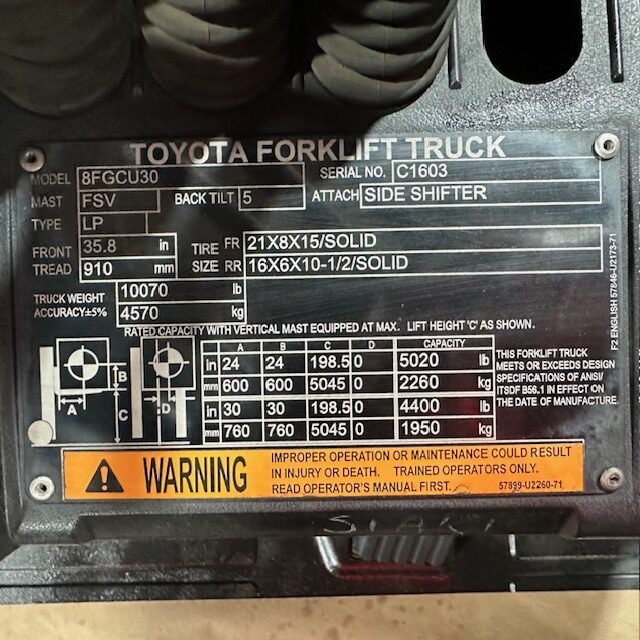 TOYOTA FORKLIFT TRUCK
MODEL 8FGCU30 SERIAL NO. C1603
MAST FSV BACK TILT 5 ATTACH SIDE SHIFTER
TYPE LP
FRONT TREAD 35.8 in TIRE SIZE FR 21X8X15/SOLID
910 mm RR 16X6X10-1/2/SOLID
TRUCK WEIGHT 10070 lb
ACCURACY±5% 4570 kg
RATED CAPACITY WITH VERTICAL MAST EQUIPPED AT MAX. LIFT HEIGHT 'C' AS SHOWN.
A B C D CAPACITY
in 24 24 198.5 0 5020 lb
mm 600 600 5045 0 2260 kg
in 30 30 198.5 0 4400 lb
mm 760 760 5045 0 1950 kg
A B C D
THIS FORKLIFT TRUCK
MEETS OR EXCEEDS DESIGN
SPECIFICATIONS OF ANSI/
ITSDF B56.1 IN EFFECT ON
THE DATE OF MANUFACTURE.
F2 ENGLISH 57846-U2173-71
WARNING
IMPROPER OPERATION OR MAINTENANCE COULD RESULT
IN INJURY OR DEATH. TRAINED OPERATORS ONLY.
READ OPERATOR'S MANUAL FIRST. 57899-U2260-71